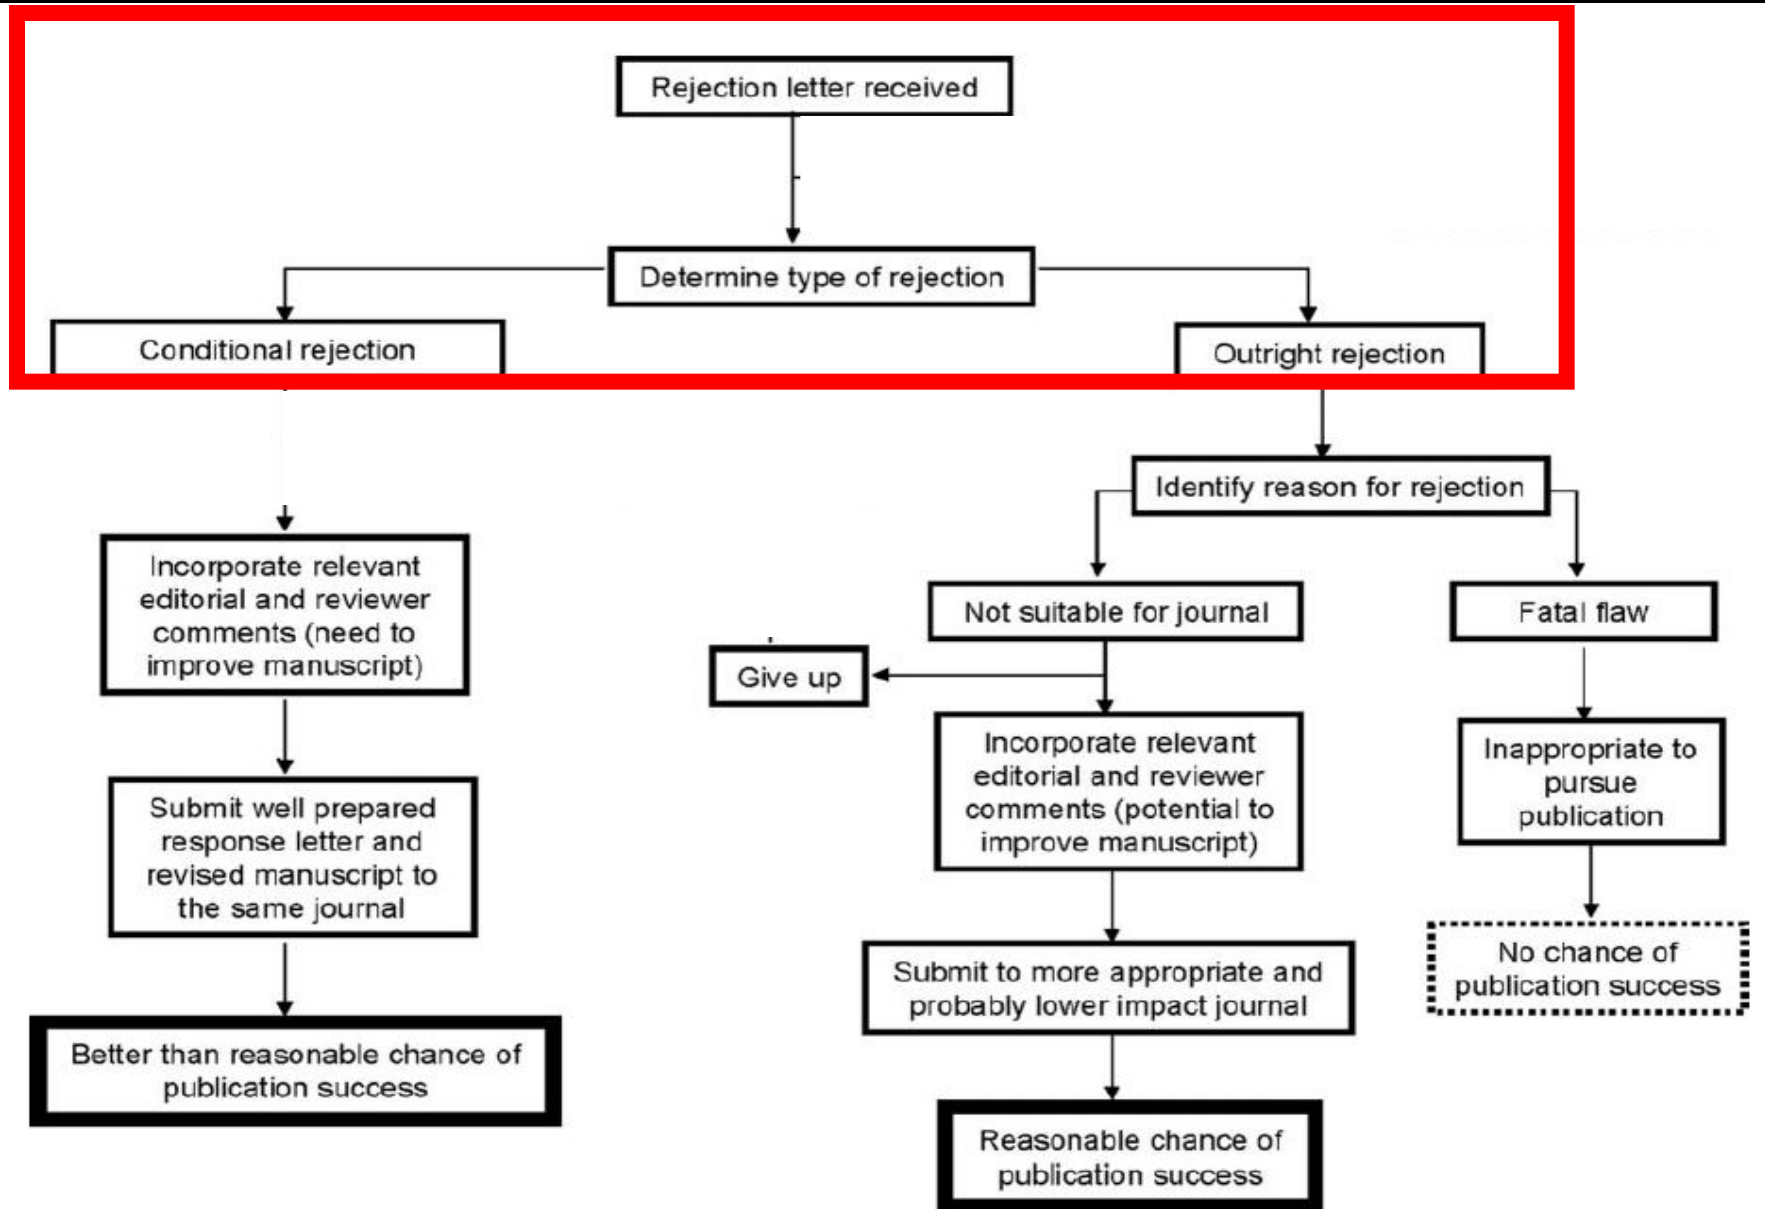 Rejection letter received
Determine type of rejection
Conditional rejection
Outright rejection
Identify reason for rejection
Incorporate relevant
editorial and reviewer
comments (need to
improve manuscript)
Not suitable for journal
Fatal flaw
Give up
Incorporate relevant
editorial and reviewer
comments (potential to
improve manuscript)
Inappropriate to
pursue
publication
Submit well prepared
response letter and
revised manuscript to
the same journal
Submit to more appropriate and
probably lower impact journal
No chance of
publication success
Better than reasonable chance of
publication success
Reasonable chance of
publication success